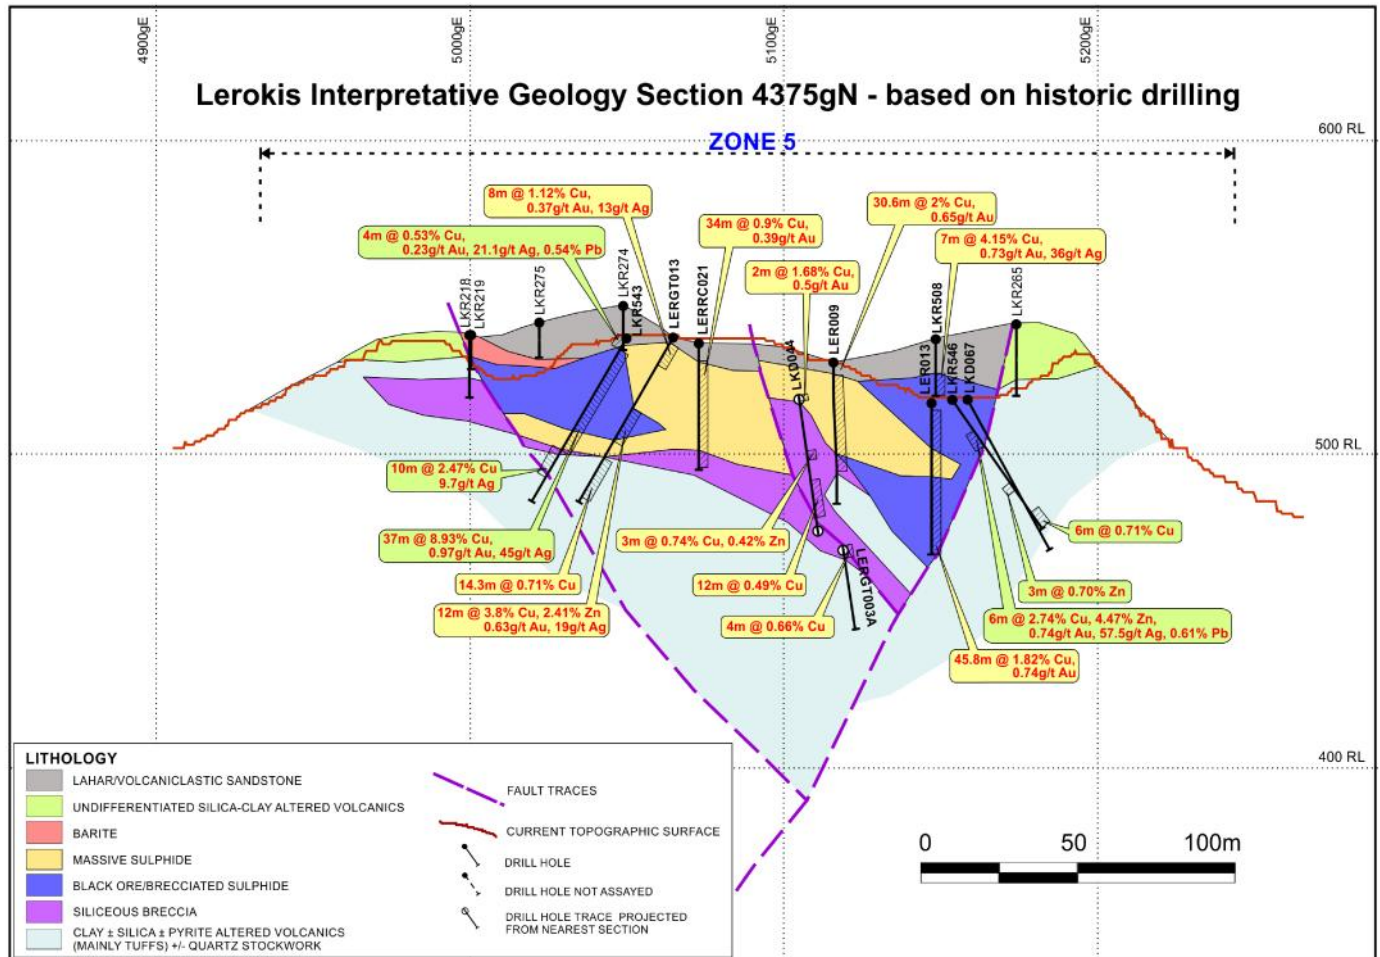 4900gE
5000gE
5100gE
5200gE
Lerokis Interpretative Geology Section 4375gN - based on historic drilling
600 RL
ZONE 5
8m @ 1.12% Cu,
0.37g/t Au, 13g/t Ag
30.6m @ 2% Cu,
0.65g/t Au
4m @ 0.53% Cu,
0.23g/t Au, 21.1g/t Ag, 0.54% Pb
34m @ 0.9% Cu,
0.39g/t Au
7m @ 4.15% Cu,
0.73g/t Au, 36g/t Ag
2m @ 1.68% Cu,
0.5g/t Au
LKR218
LKR219
LKR275
LKR274
LKR543
LERGT013
LERRC021
LKD044
LER009
LER013
LKR508
LKR546
LKD067
LKR265
500 RL
10m @ 2.47% Cu
9.7g/t Ag
37m @ 8.93% Cu,
0.97g/t Au, 45g/t Ag
3m @ 0.74% Cu, 0.42% Zn
6m @ 0.71% Cu
14.3m @ 0.71% Cu
12m @ 0.49% Cu
LERGT003A
3m @ 0.70% Zn
12m @ 3.8% Cu, 2.41% Zn
0.63g/t Au, 19g/t Ag
4m @ 0.66% Cu
6m @ 2.74% Cu, 4.47% Zn,
0.74g/t Au, 57.5g/t Ag, 0.61% Pb
45.8m @ 1.82% Cu,
0.74g/t Au
400 RL
LITHOLOGY
LAHAR/VOLCANICLASTIC SANDSTONE
UNDIFFERENTIATED SILICA-CLAY ALTERED VOLCANICS
BARITE
MASSIVE SULPHIDE
BLACK ORE/BRECCIATED SULPHIDE
SILICEOUS BRECCIA
CLAY ± SILICA ± PYRITE ALTERED VOLCANICS
(MAINLY TUFFS) +/- QUARTZ STOCKWORK
FAULT TRACES
CURRENT TOPOGRAPHIC SURFACE
DRILL HOLE
DRILL HOLE NOT ASSAYED
DRILL HOLE TRACE PROJECTED
FROM NEAREST SECTION
0 50 100m